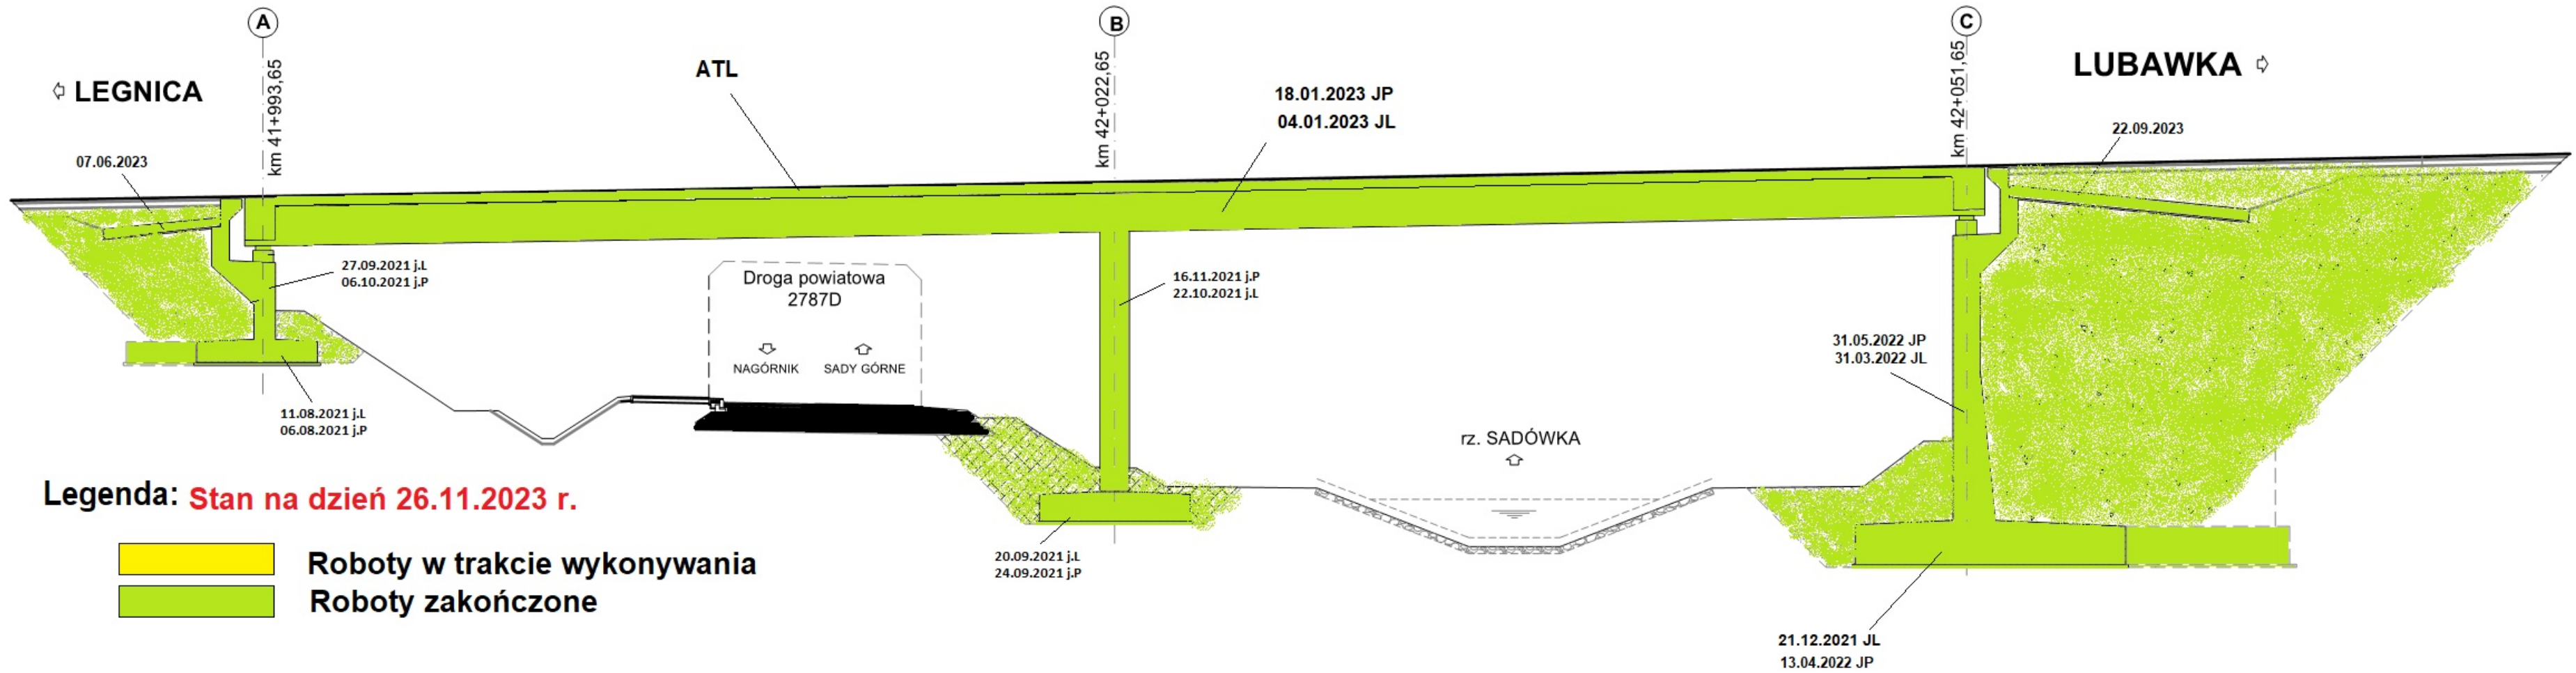 A
B
C
km 41+993,65
km 42+022,65
km 42+051,65
LEGNICA
ATL
LUBAWKA
18.01.2023 JP
04.01.2023 JL
22.09.2023
07.06.2023
27.09.2021 j.L
06.10.2021 j.P
Droga powiatowa
2787D
NAGÓRNIK
SADY GÓRNE
16.11.2021 j.P
22.10.2021 j.L
31.05.2022 JP
31.03.2022 JL
11.08.2021 j.L
06.08.2021 j.P
rz. SADÓWKA
Legenda: Stan na dzień 26.11.2023 r.
Roboty w trakcie wykonywania
Roboty zakończone
20.09.2021 j.L
24.09.2021 j.P
21.12.2021 JL
13.04.2022 JP